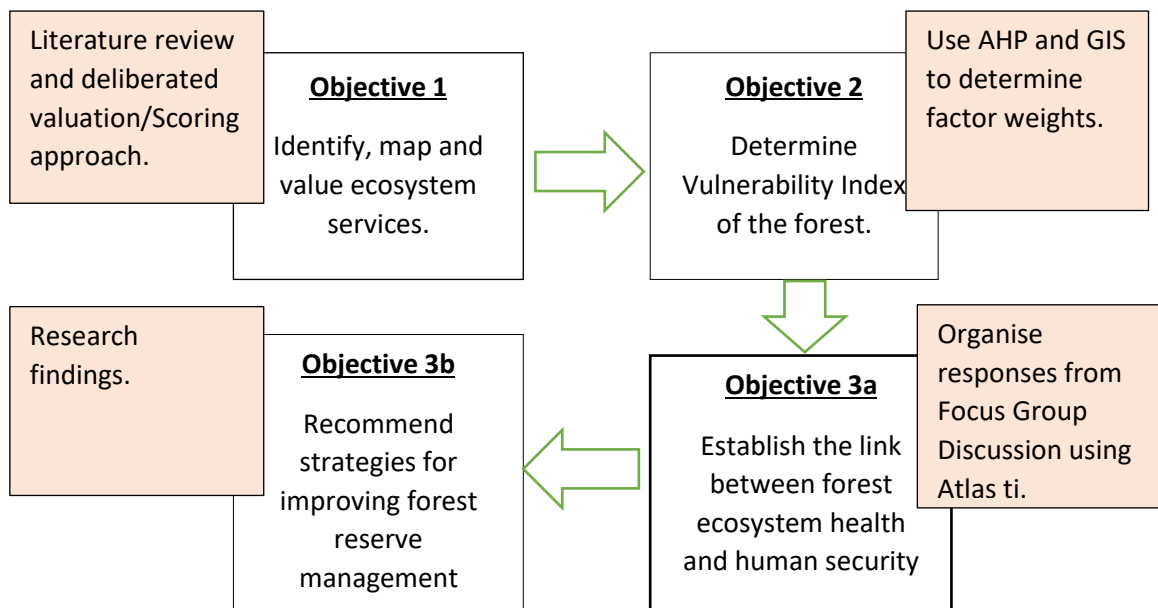 Literature review
and deliberated
valuation/Scoring
approach.
Objective 1
Identify, map and
value ecosystem
services.
Objective 2
Determine
Vulnerability Index
of the forest.
Use AHP and GIS
to determine
factor weights.
Research
findings.
Objective 3b
Recommend
strategies for
improving forest
reserve
management
Objective 3a
Establish the link
between forest
ecosystem health
and human security
Organise
responses from
Focus Group
Discussion using
Atlas ti.